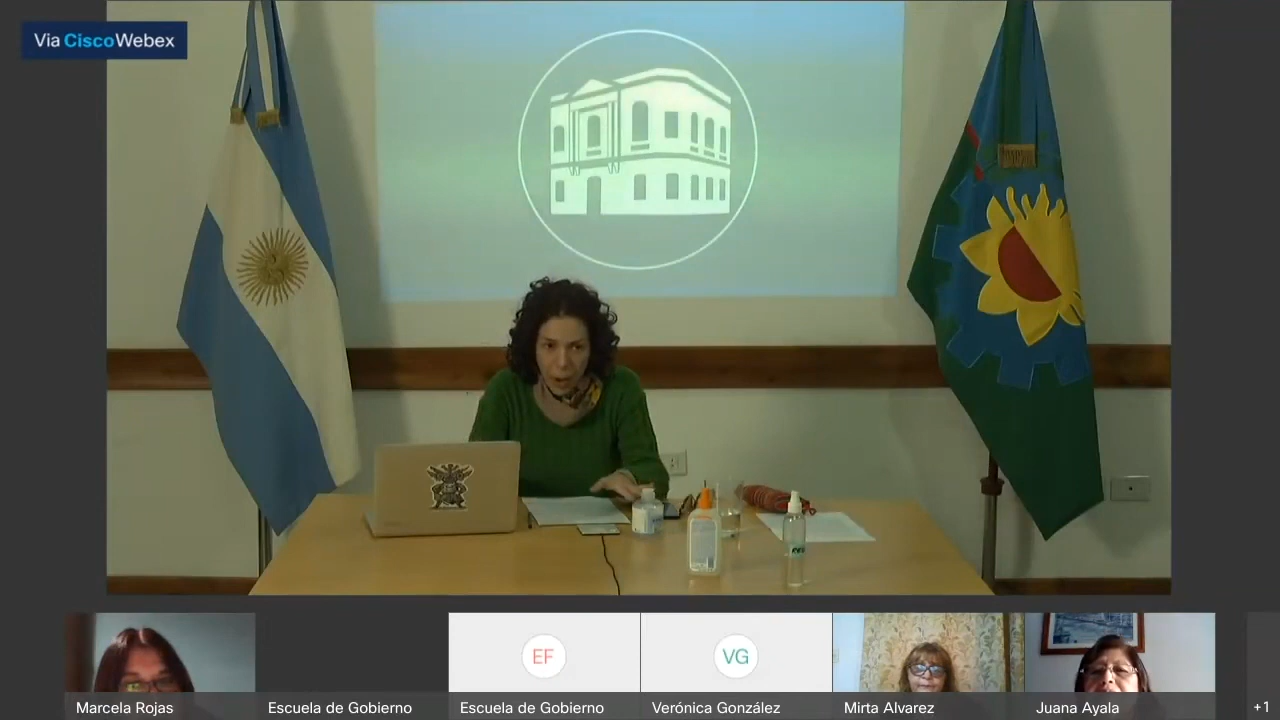 Via CiscoWebex
EF
VG
Marcela Rojas
Escuela de Gobierno
Escuela de Gobierno
Verónica González
Mirta Alvarez
Juana Ayala
+1